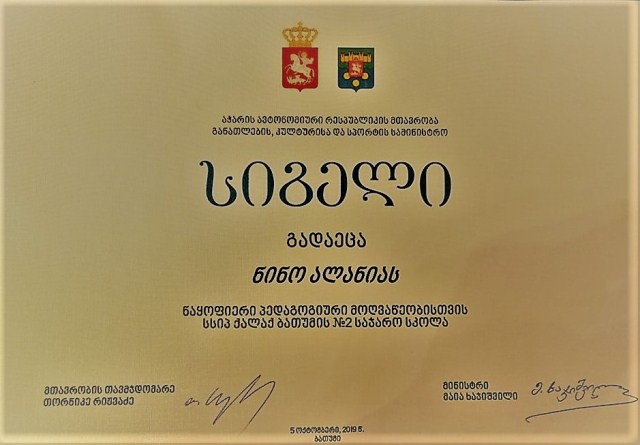 აჭარის ავტონომიური რესპუბლიკის მთავრობა
განათლების, კულტურისა და სპორტის სამინისტრო
სიგელი
გადაეცა
ნინო ალანიას
ნაყოფიერი პედაგოგიური მოღვაწეობისთვის
სსიპ ქალაქ ბათუმის №2 საჯარო სკოლა
მთავრობის თავმჯდომარე
თორნიკე რიჟვაძე
მინისტრი
მაია ხაჯიშვილი
5 ოქტომბერი, 2019 წ.
ბათუმი